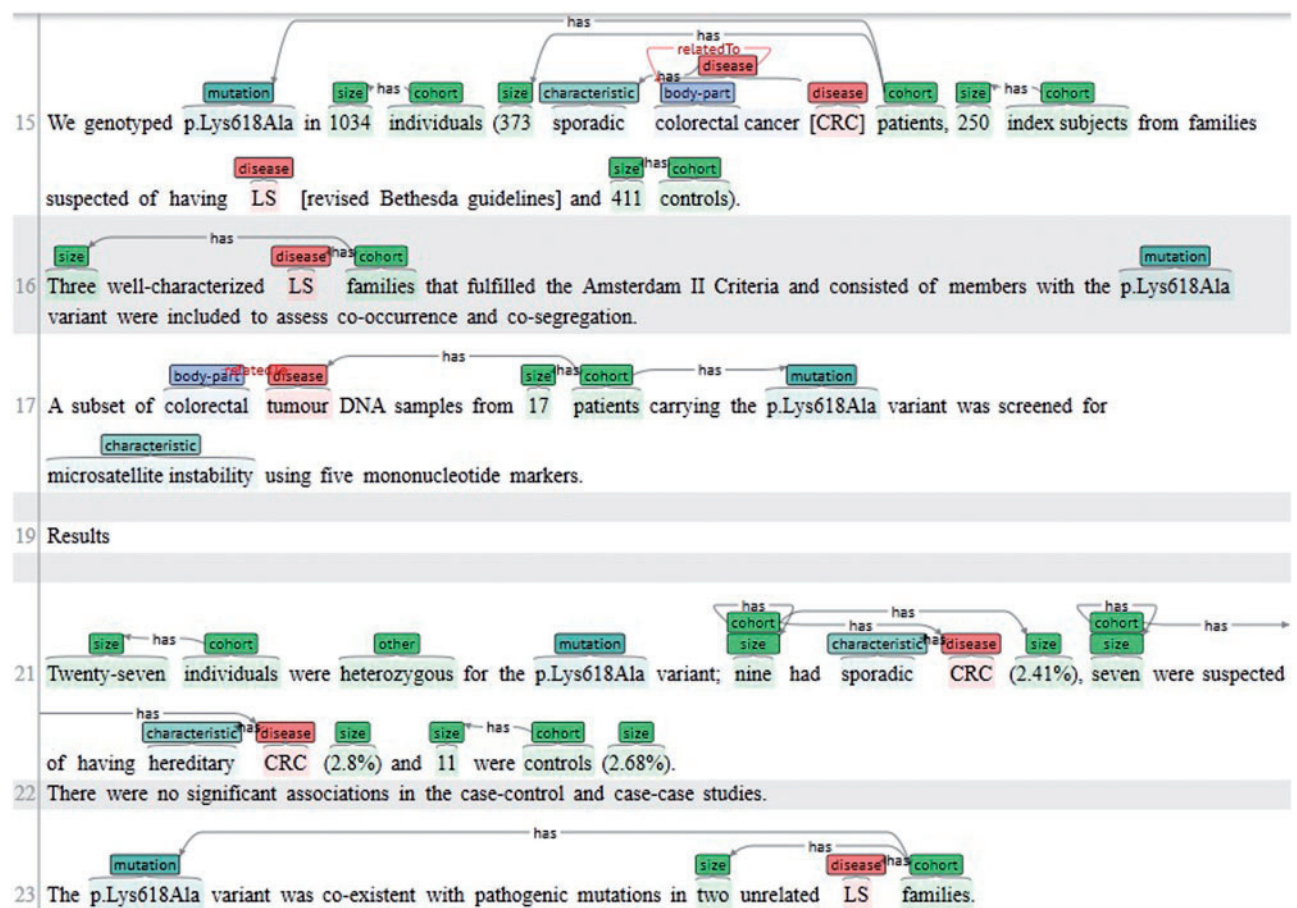 has
has
relatedTo
disease
has
mutation size has cohort size characteristic body-part disease cohort size has cohort
15 We genotyped p.Lys618Ala in 1034 individuals (373 sporadic colorectal cancer [CRC] patients, 250 index subjects from families
disease size has cohort
suspected of having LS [revised Bethesda guidelines] and 411 controls).
has
size disease has cohort mutation
16 Three well-characterized LS families that fulfilled the Amsterdam II Criteria and consisted of members with the p.Lys618Ala
variant were included to assess co-occurrence and co-segregation.
has
body-part relatedTo disease size has cohort has mutation
17 A subset of colorectal tumour DNA samples from 17 patients carrying the p.Lys618Ala variant was screened for
characteristic
microsatellite instability using five mononucleotide markers.
19 Results
has has has
cohort has cohort has
size has cohort other mutation size characteristic has disease size size
21 Twenty-seven individuals were heterozygous for the p.Lys618Ala variant; nine had sporadic CRC (2.41%), seven were suspected
has
characteristic has disease size size has cohort size
of having hereditary CRC (2.8%) and 11 were controls (2.68%).
22 There were no significant associations in the case-control and case-case studies.
has
has
mutation size disease has cohort
23 The p.Lys618Ala variant was co-existent with pathogenic mutations in two unrelated LS families.